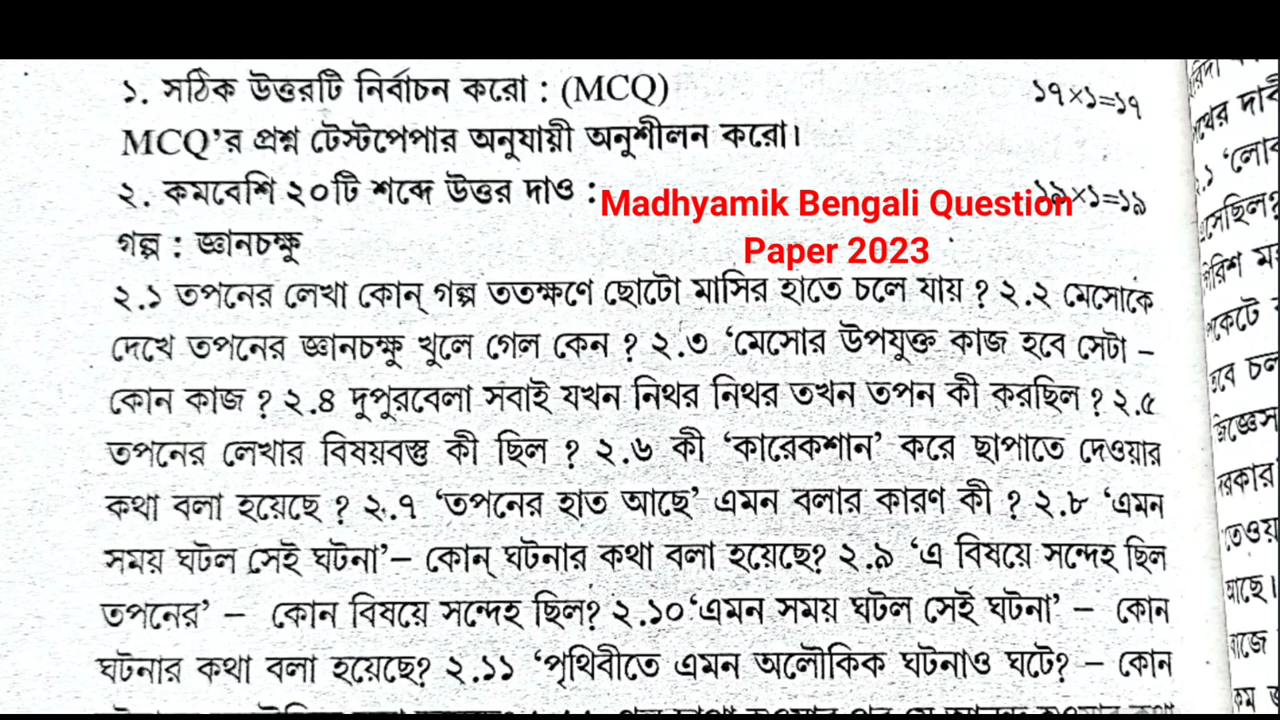 ১. সঠিক উত্তরটি নির্বাচন করো : (MCQ) ১৭×১=১৭
MCQ'র প্রশ্ন টেস্টপেপার অনুযায়ী অনুশীলন করো।
২. কমবেশি ২০টি শব্দে উত্তর দাও : ১৯×১=১৯
Madhyamik Bengali Question
Paper 2023
গল্প : জ্ঞানচক্ষু
২.১ তপনের লেখা কোন্ গল্প ততক্ষণে ছোটো মাসির হাতে চলে যায় ? ২.২ মেসোকে
দেখে তপনের জ্ঞানচক্ষু খুলে গেল কেন ? ২.৩ 'মেসোর উপযুক্ত কাজ হবে সেটা –
কোন কাজ ? ২.৪ দুপুরবেলা সবাই যখন নিথর নিথর তখন তপন কী করছিল ? ২.৫
তপনের লেখার বিষয়বস্তু কী ছিল ? ২.৬ কী 'কারেকশান' করে ছাপাতে দেওয়ার
কথা বলা হয়েছে ? ২.৭ 'তপনের হাত আছে' এমন বলার কারণ কী ? ২.৮ 'এমন
সময় ঘটল সেই ঘটনা'– কোন্ ঘটনার কথা বলা হয়েছে? ২.৯ 'এ বিষয়ে সন্দেহ ছিল
তপনের' – কোন বিষয়ে সন্দেহ ছিল? ২.১০ 'এমন সময় ঘটল সেই ঘটনা' – কোন
ঘটনার কথা বলা হয়েছে? ২.১১ 'পৃথিবীতে এমন অলৌকিক ঘটনাও ঘটে? – কোন